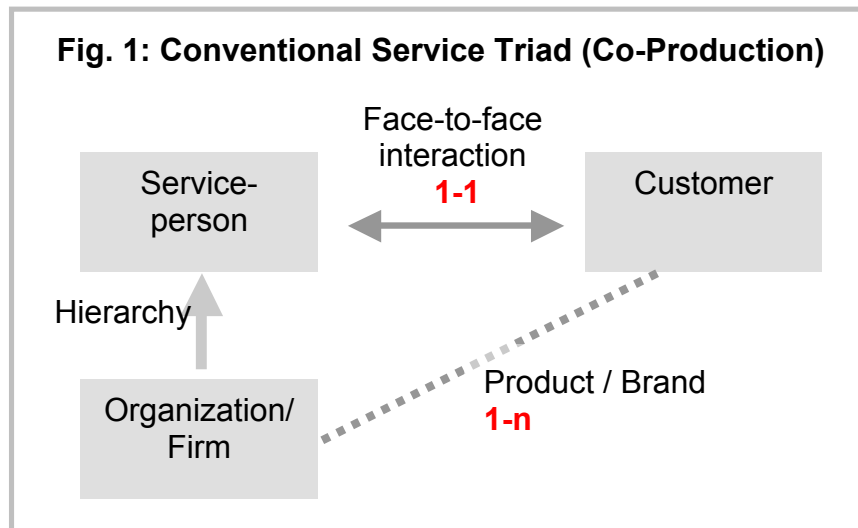 Fig. 1: Conventional Service Triad (Co-Production)
Face-to-face
interaction
1-1
Service-
person
Customer
Hierarchy
Product / Brand
1-n
Organization/
Firm